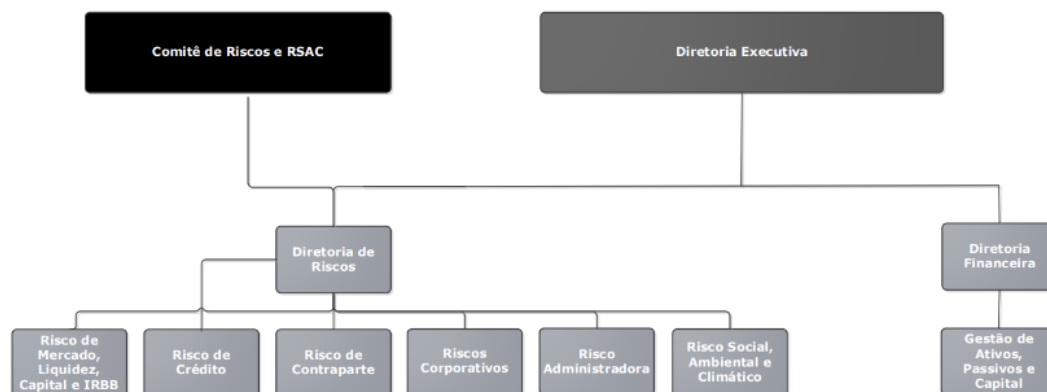 Comitê de Riscos e RSAC
Diretoria Executiva
Diretoria de
Riscos
Diretoria
Financeira
Risco de
Mercado,
Liquidez,
Capital e IRBB
Risco de
Crédito
Risco de
Contraparte
Riscos
Corporativos
Risco
Administradora
Risco Social,
Ambiental e
Climático
Gestão de
Ativos,
Passivos e
Capital